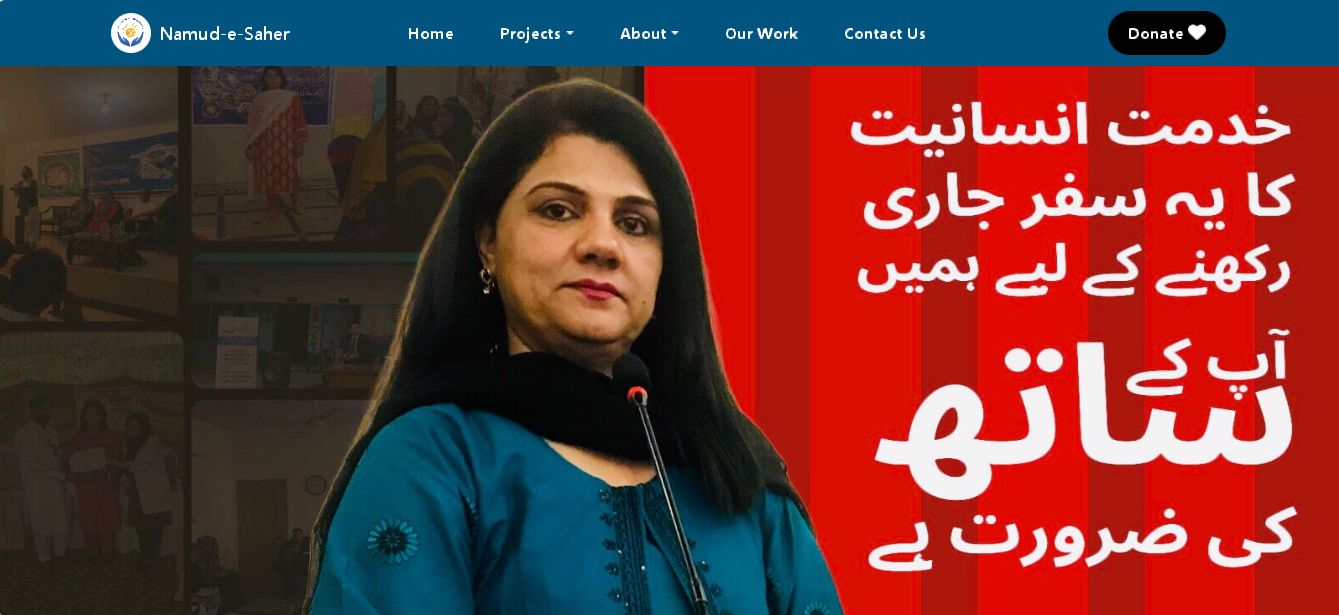 Namud-e-Saher
Home
Projects
About
Our Work
Contact Us
Donate
خدمت انسانیت
کا یہ سفر جاری
رکھنے کے لیے ہمیں
آپ کے
ساتھ
کی ضرورت ہے